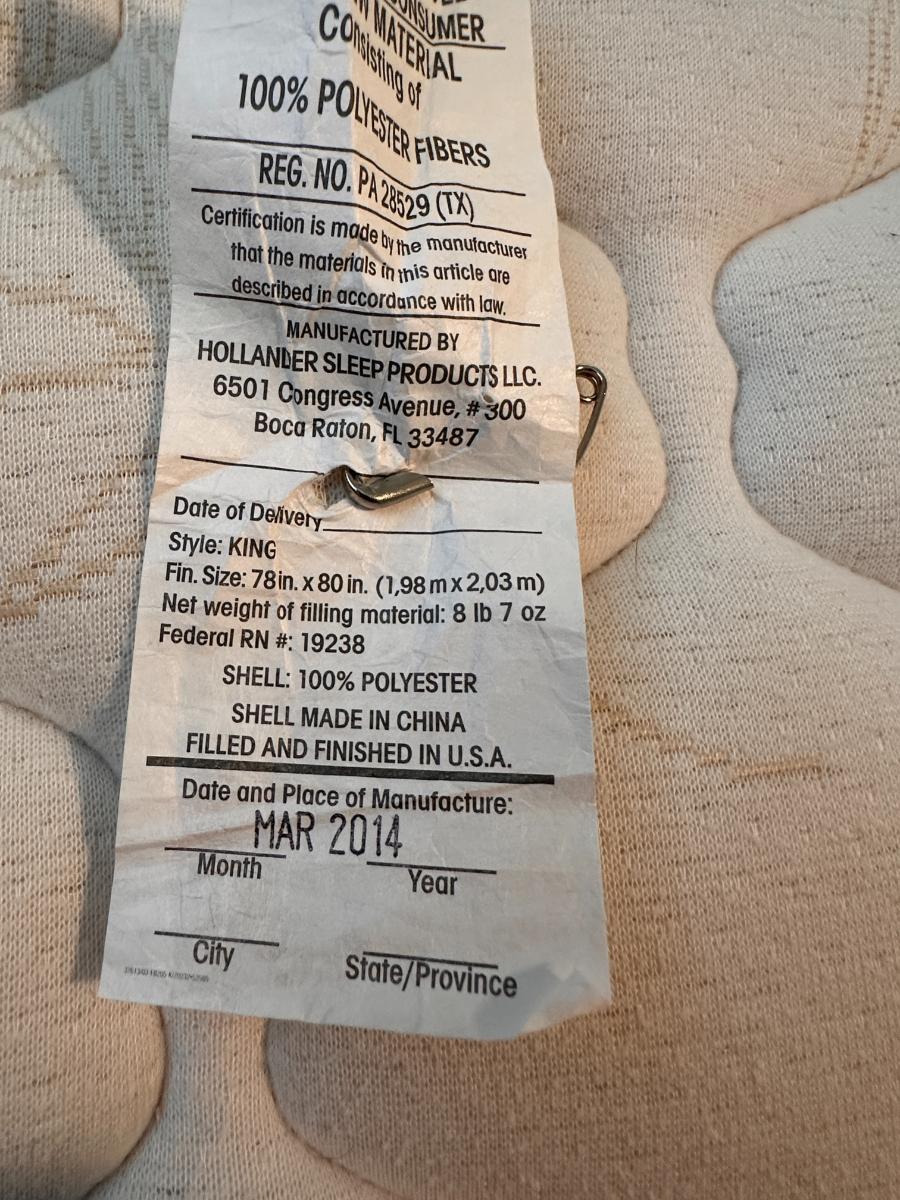 CONSUMER
MATERIAL
Consisting of
100% POLYESTER FIBERS
REG. NO. PA 28529 (TX)
Certification is made by the manufacturer
that the materials in this article are
described in accordance with law.
MANUFACTURED BY
HOLLANDER SLEEP PRODUCTS LLC.
6501 Congress Avenue, # 300
Boca Raton, FL 33487
Date of Delivery
Style: KING
Fin. Size: 78in. x 80 in. (1,98 m x 2,03 m)
Net weight of filling material: 8 lb 7 oz
Federal RN #: 19238
SHELL: 100% POLYESTER
SHELL MADE IN CHINA
FILLED AND FINISHED IN U.S.A.
Date and Place of Manufacture:
MAR 2014
Month Year
City State/Province